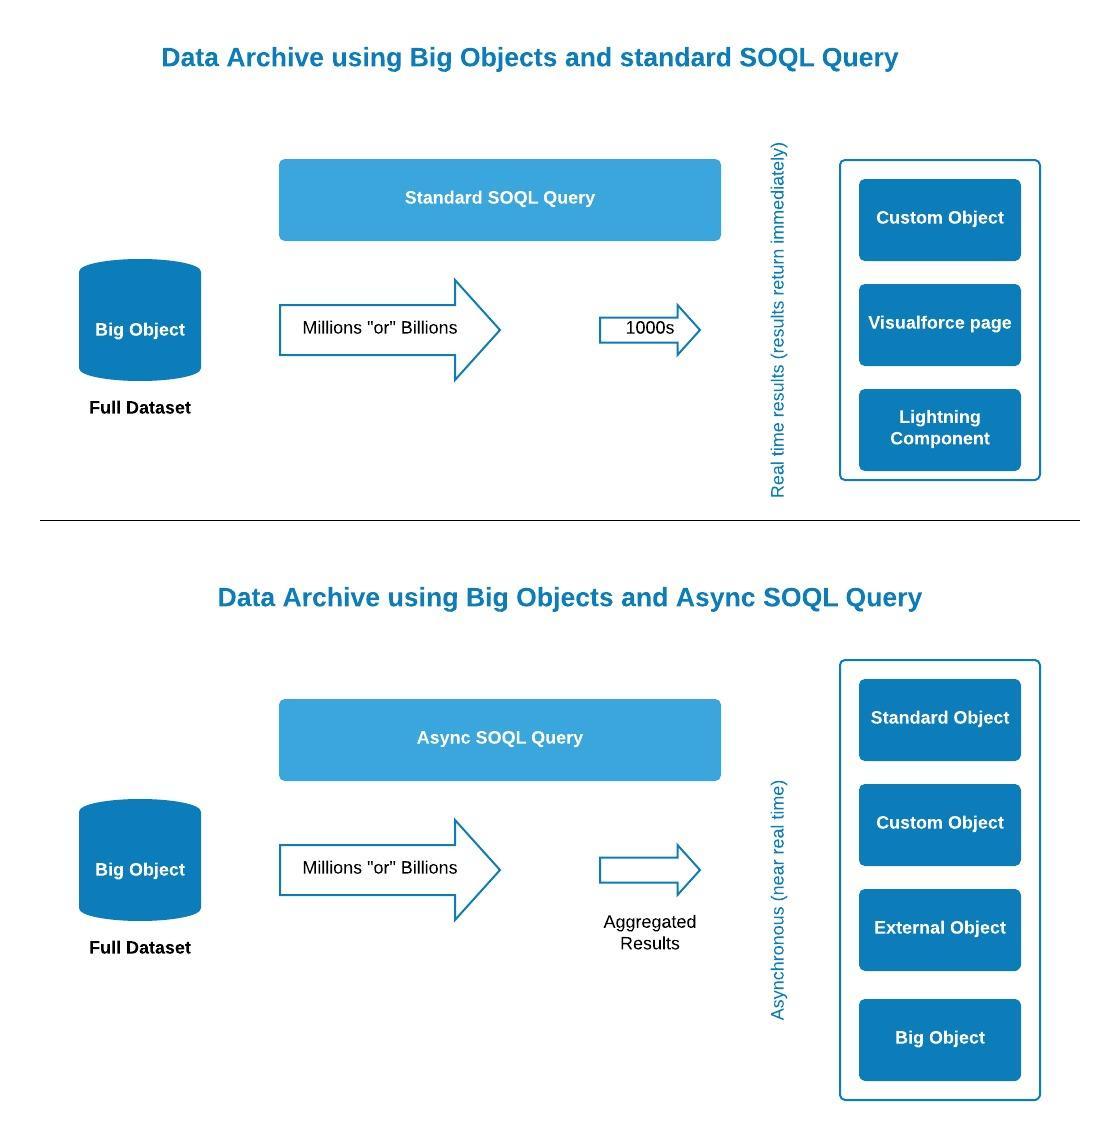 Data Archive using Big Objects and standard SOQL Query
Standard SOQL Query
Big Object
Full Dataset
Millions "or" Billions
1000s
Real time results (results return immediately)
Custom Object
Visualforce page
Lightning
Component
Data Archive using Big Objects and Async SOQL Query
Async SOQL Query
Big Object
Full Dataset
Millions "or" Billions
Aggregated
Results
Asynchronous (near real time)
Standard Object
Custom Object
External Object
Big Object